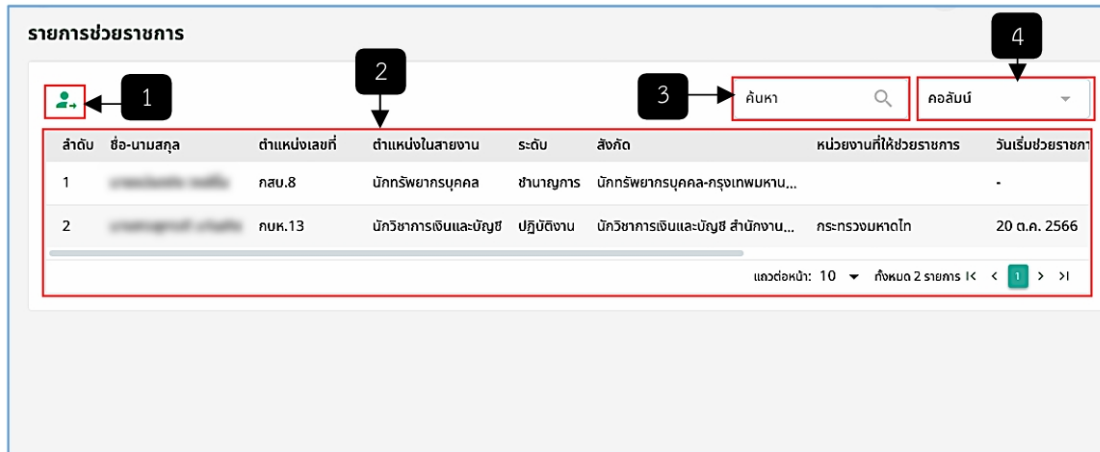 รายการช่วยราชการ
4
2
1
3
ค้นหา
คอลัมน์
ลำดับ ชื่อ-นามสกุล ตำแหน่งเลขที่ ตำแหน่งในสายงาน ระดับ สังกัด หน่วยงานที่ให้ช่วยราชการ วันเริ่มช่วยราชกา
1 กสบ.8 นักทรัพยากรบุคคล ชำนาญการ นักทรัพยากรบุคคล-กรุงเทพมหาน... -
2 กบห.13 นักวิชาการเงินและบัญชี ปฏิบัติงาน นักวิชาการเงินและบัญชี สำนักงาน... กระทรวงมหาดไท 20 ต.ค. 2566
แถวต่อหน้า: 10 ทั้งหมด 2 รายการ 1